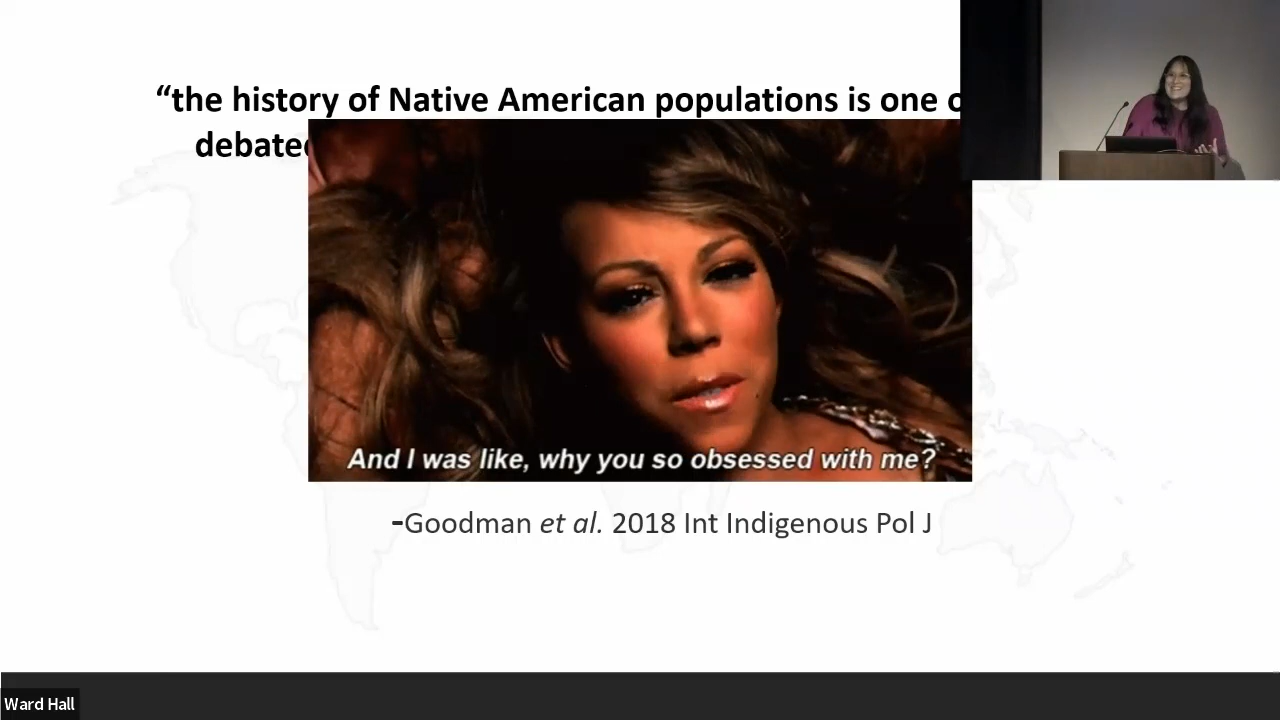 “the history of Native American populations is one
debated
And I was like, why you so obsessed with me?
-Goodman et al. 2018 Int Indigenous Pol J
Ward Hall